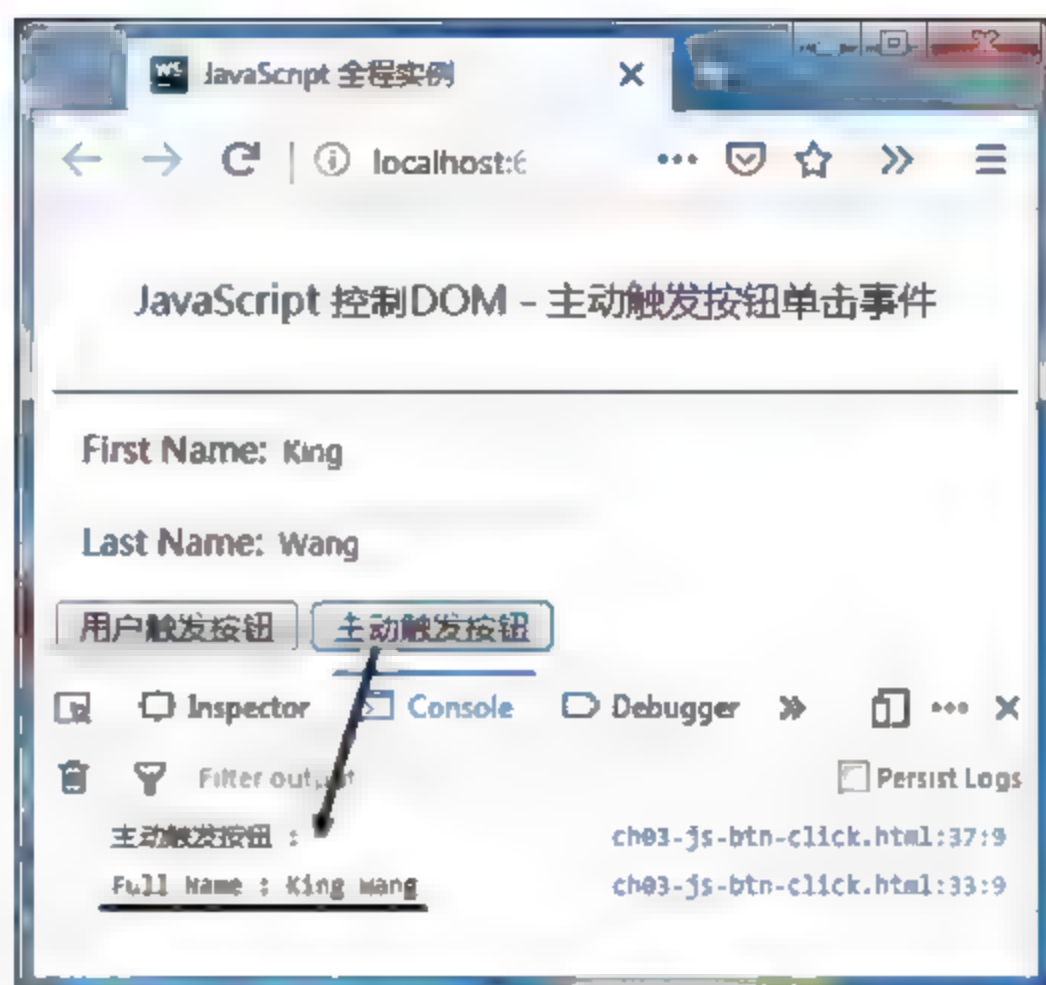 JavaScript 全程实例
localhost:6
JavaScript 控制DOM - 主动触发按钮单击事件
First Name: King
Last Name: Wang
用户触发按钮 主动触发按钮
Inspector Console Debugger
Filter output Persist Logs
主动触发按钮 : ch03-js-btn-click.html:37:9
Full Name : King Wang ch03-js-btn-click.html:33:9